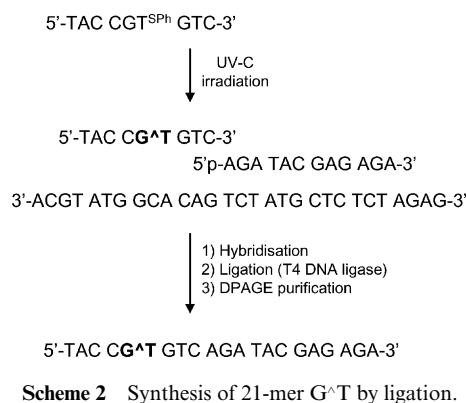 5'-TAC CGTSPh GTC-3'
UV-C
irradiation
5'-TAC CG^T GTC-3'
5'p-AGA TAC GAG AGA-3'
3'-ACGT ATG GCA CAG TCT ATG CTC TCT AGAG-3'
1) Hybridisation
2) Ligation (T4 DNA ligase)
3) DPAGE purification
5'-TAC CG^T GTC AGA TAC GAG AGA-3'
Scheme 2 Synthesis of 21-mer G^T by ligation.